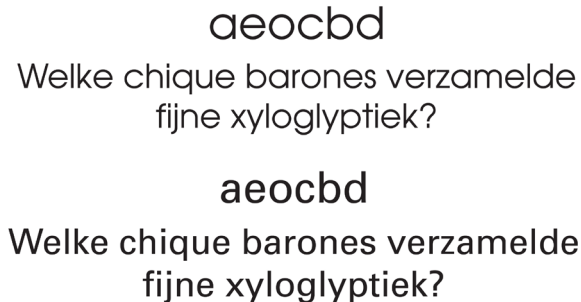 aeocbd
Welke chique barones verzamelde
fijne xyloglyptiek?
aeocbd
Welke chique barones verzamelde
fijne xyloglyptiek?